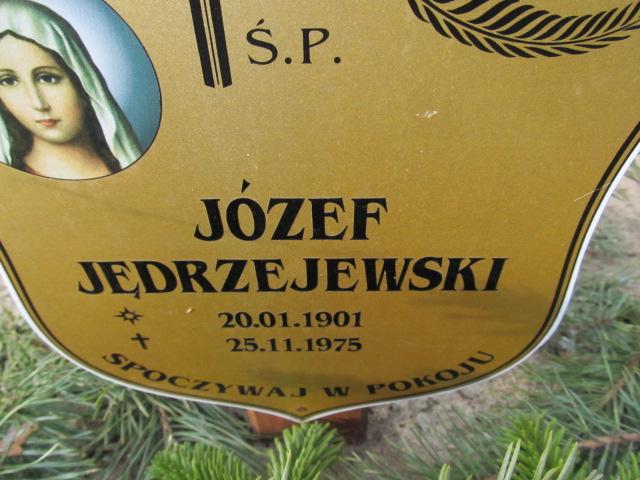 Ś.P.
JÓZEF
JĘDRZEJEWSKI
20.01.1901
25.11.1975
SPOCZYWAJ W POKOJU